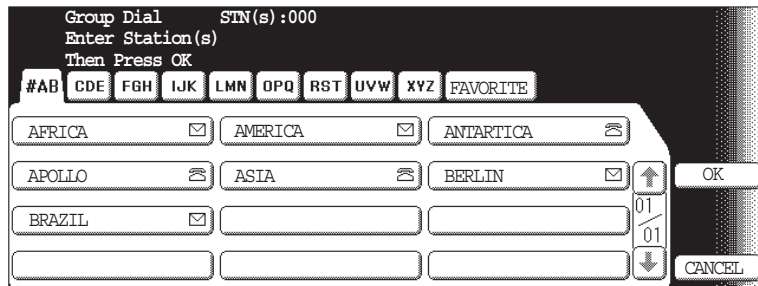 Group Dial STN(s):000
Enter Station(s)
Then Press OK
#AB CDE FGH IJK LMN OPQ RST UVW XYZ FAVORITE
AFRICA AMERICA ANTARTICA
APOLLO ASIA BERLIN OK
BRAZIL 01
01
CANCEL